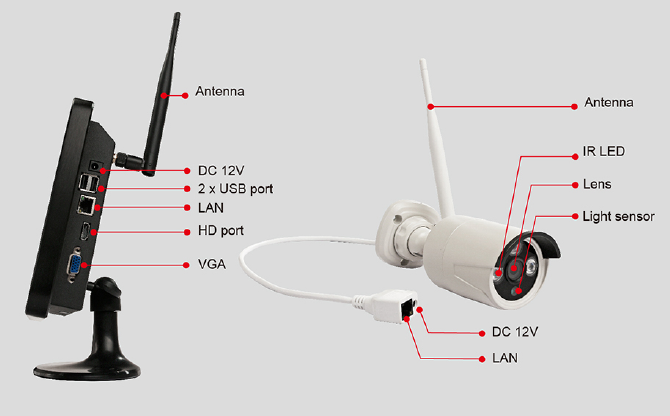 Antenna
DC 12V
2 x USB port
LAN
HD port
VGA
Antenna
IR LED
Lens
Light sensor
DC 12V
LAN